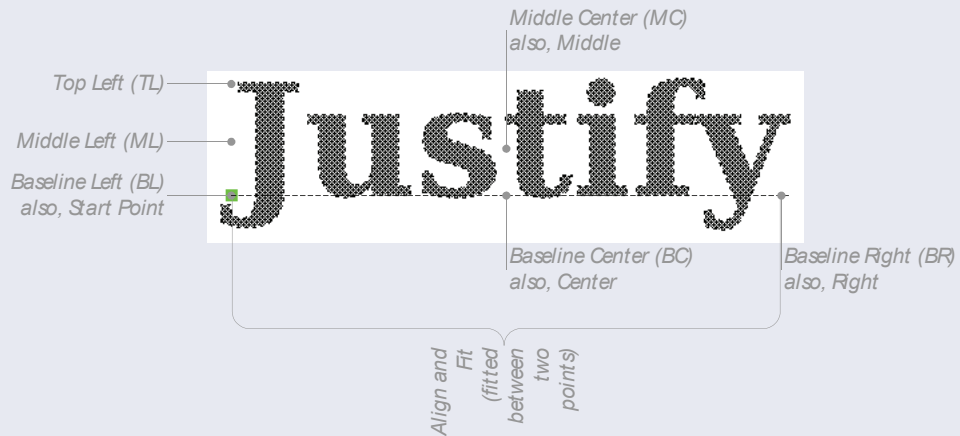 Middle Center (MC)
also, Middle
Top Left (TL)
Justify
Middle Left (ML)
Baseline Left (BL)
also, Start Point
Baseline Center (BC)
also, Center
Baseline Right (BR)
also, Right
Align and
Fit
(fitted
between
two
points)